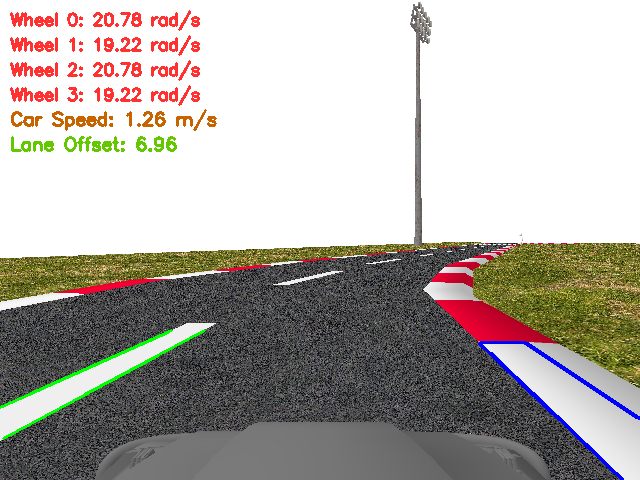 Wheel 0: 20.78 rad/s
Wheel 1: 19.22 rad/s
Wheel 2: 20.78 rad/s
Wheel 3: 19.22 rad/s
Car Speed: 1.26 m/s
Lane Offset: 6.96